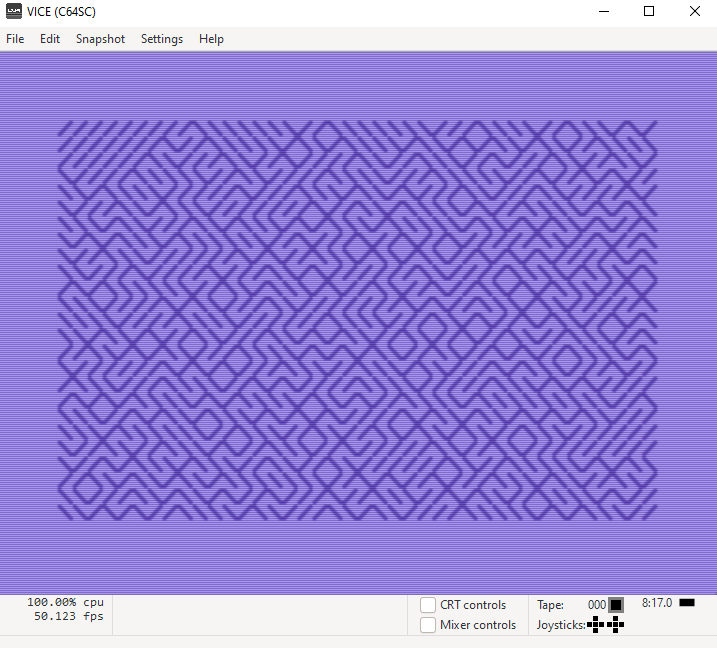 VICE (C64SC)
File Edit Snapshot Settings Help
100.00% cpu
50.123 fps
CRT controls
Mixer controls
Tape: 000
Joysticks:
8:17.0